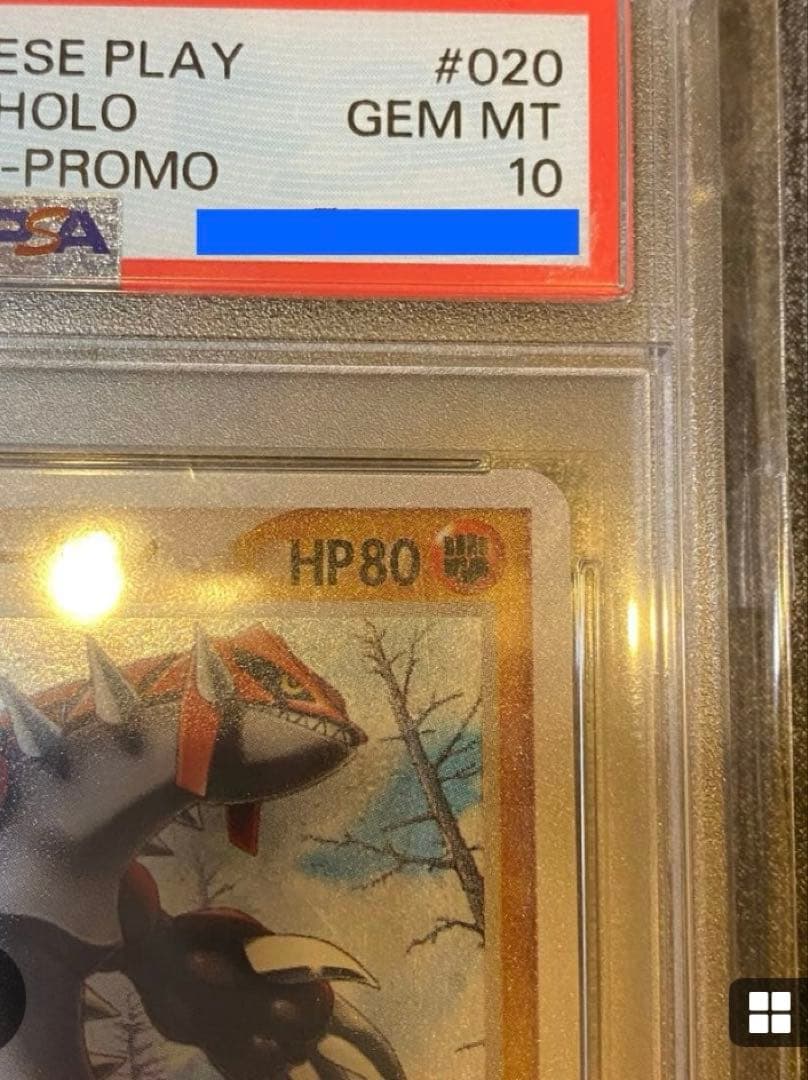 ESE PLAY #020
HOLO GEM MT
-PROMO 10
PSA
HP80